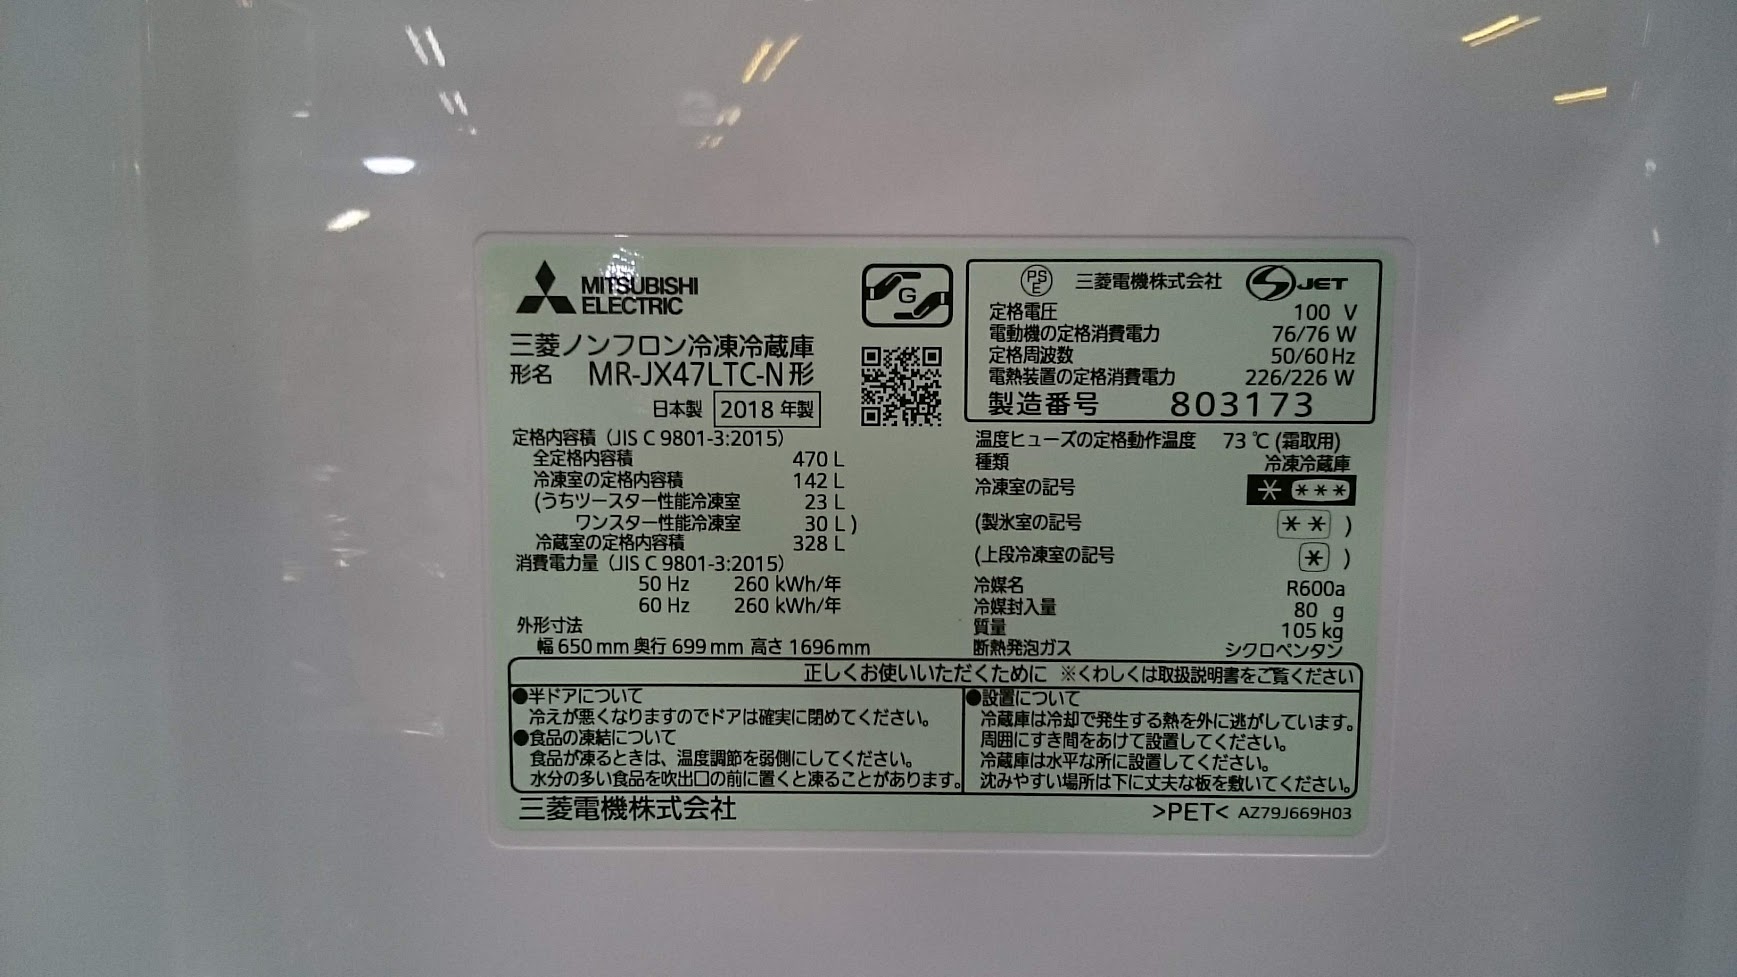 MITSUBISHI
ELECTRIC
三菱ノンフロン冷凍冷蔵庫
形名 MR-JX47LTC-N形
日本製 2018 年製
定格内容積(JIS C 9801-3:2015)
全定格内容積 470 L
冷凍室の定格内容積 142 L
(うちツースター性能冷凍室 23 L
ワンスター性能冷凍室 30 L )
冷蔵室の定格内容積 328 L
消費電力量(JIS C 9801-3:2015)
50 Hz 260 kWh/年
60 Hz 260 kWh/年
外形寸法
幅 650 mm 奥行 699 mm 高さ 1696 mm
G
PSE 三菱電機株式会社 JET
定格電圧 100 V
電動機の定格消費電力 76/76 W
定格周波数 50/60 Hz
電熱装置の定格消費電力 226/226 W
製造番号 803173
温度ヒューズの定格動作温度 73 ℃ (霜取用)
種類 冷凍冷蔵庫
冷凍室の記号 * ***
(製氷室の記号 ** )
(上段冷凍室の記号 * )
冷媒名 R600a
冷媒封入量 80 g
質量 105 kg
断熱発泡ガス シクロペンタン
正しくお使いいただくために ※くわしくは取扱説明書をご覧ください
●半ドアについて
冷えが悪くなりますのでドアは確実に閉めてください。
●食品の凍結について
食品が凍るときは、温度調節を弱側にしてください。
水分の多い食品を吹出口の前に置くと凍ることがあります。
●設置について
冷蔵庫は冷却で発生する熱を外に逃がしています。
周囲にすき間をあけて設置してください。
冷蔵庫は水平な所に設置してください。
沈みやすい場所は下に丈夫な板を敷いてください。
三菱電機株式会社
>PET< AZ79J669H03